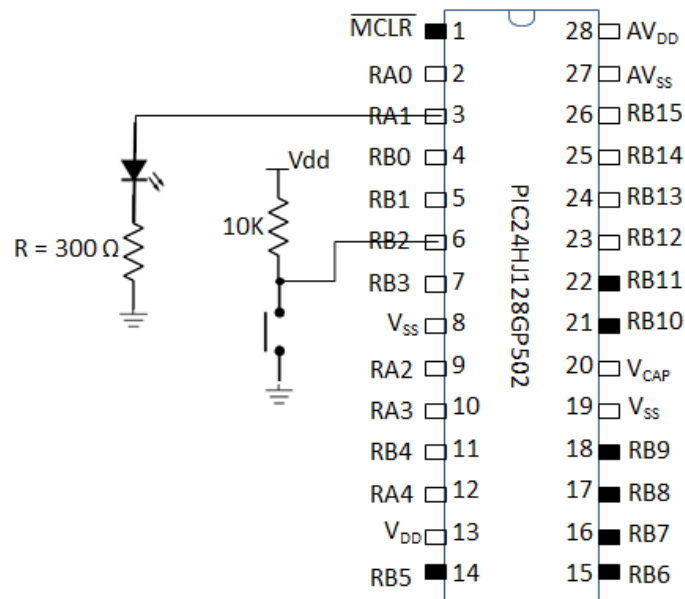 MCLR 1 28 AVDD
RA0 2 27 AVSS
RA1 3 26 RB15
RB0 4 25 RB14
Vdd
RB1 5 24 RB13
10K
RB2 6 23 RB12
R = 300 Ω
RB3 7 22 RB11
VSS 8 21 RB10
RA2 9 20 VCAP
RA3 10 19 VSS
RB4 11 18 RB9
RA4 12 17 RB8
VDD 13 16 RB7
RB5 14 15 RB6
PIC24HJ128GP502